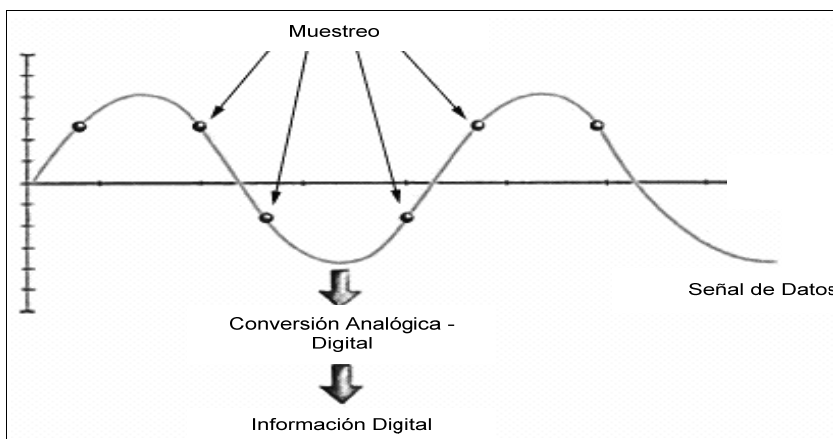 Muestreo
Señal de Datos
Conversión Analógica -
Digital
Información Digital